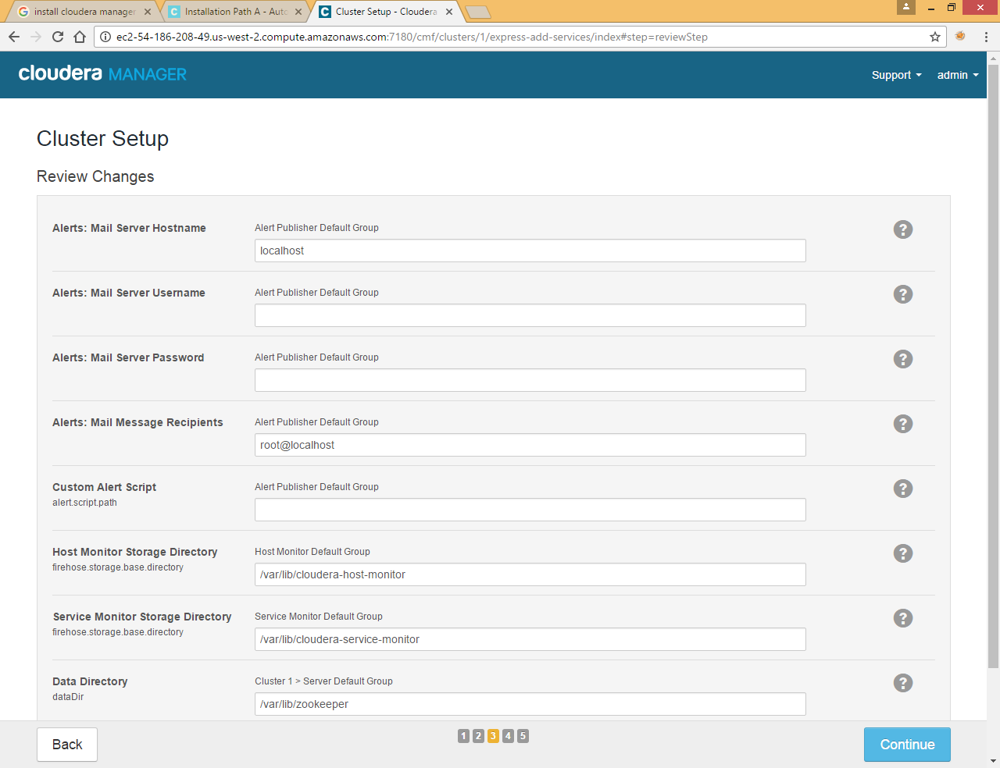 install cloudera manager
Installation Path A - Auto
Cluster Setup - Cloudera
ec2-54-186-208-49.us-west-2.compute.amazonaws.com:7180/cmf/clusters/1/express-add-services/index#step=reviewStep
cloudera MANAGER
Support
admin
Cluster Setup
Review Changes
Alerts: Mail Server Hostname
Alert Publisher Default Group
localhost
Alerts: Mail Server Username
Alert Publisher Default Group
Alerts: Mail Server Password
Alert Publisher Default Group
Alerts: Mail Message Recipients
Alert Publisher Default Group
root@localhost
Custom Alert Script
alert.script.path
Alert Publisher Default Group
Host Monitor Storage Directory
firehose.storage.base.directory
Host Monitor Default Group
/var/lib/cloudera-host-monitor
Service Monitor Storage Directory
firehose.storage.base.directory
Service Monitor Default Group
/var/lib/cloudera-service-monitor
Data Directory
dataDir
Cluster 1 > Server Default Group
/var/lib/zookeeper
Back
1 2 3 4 5
Continue